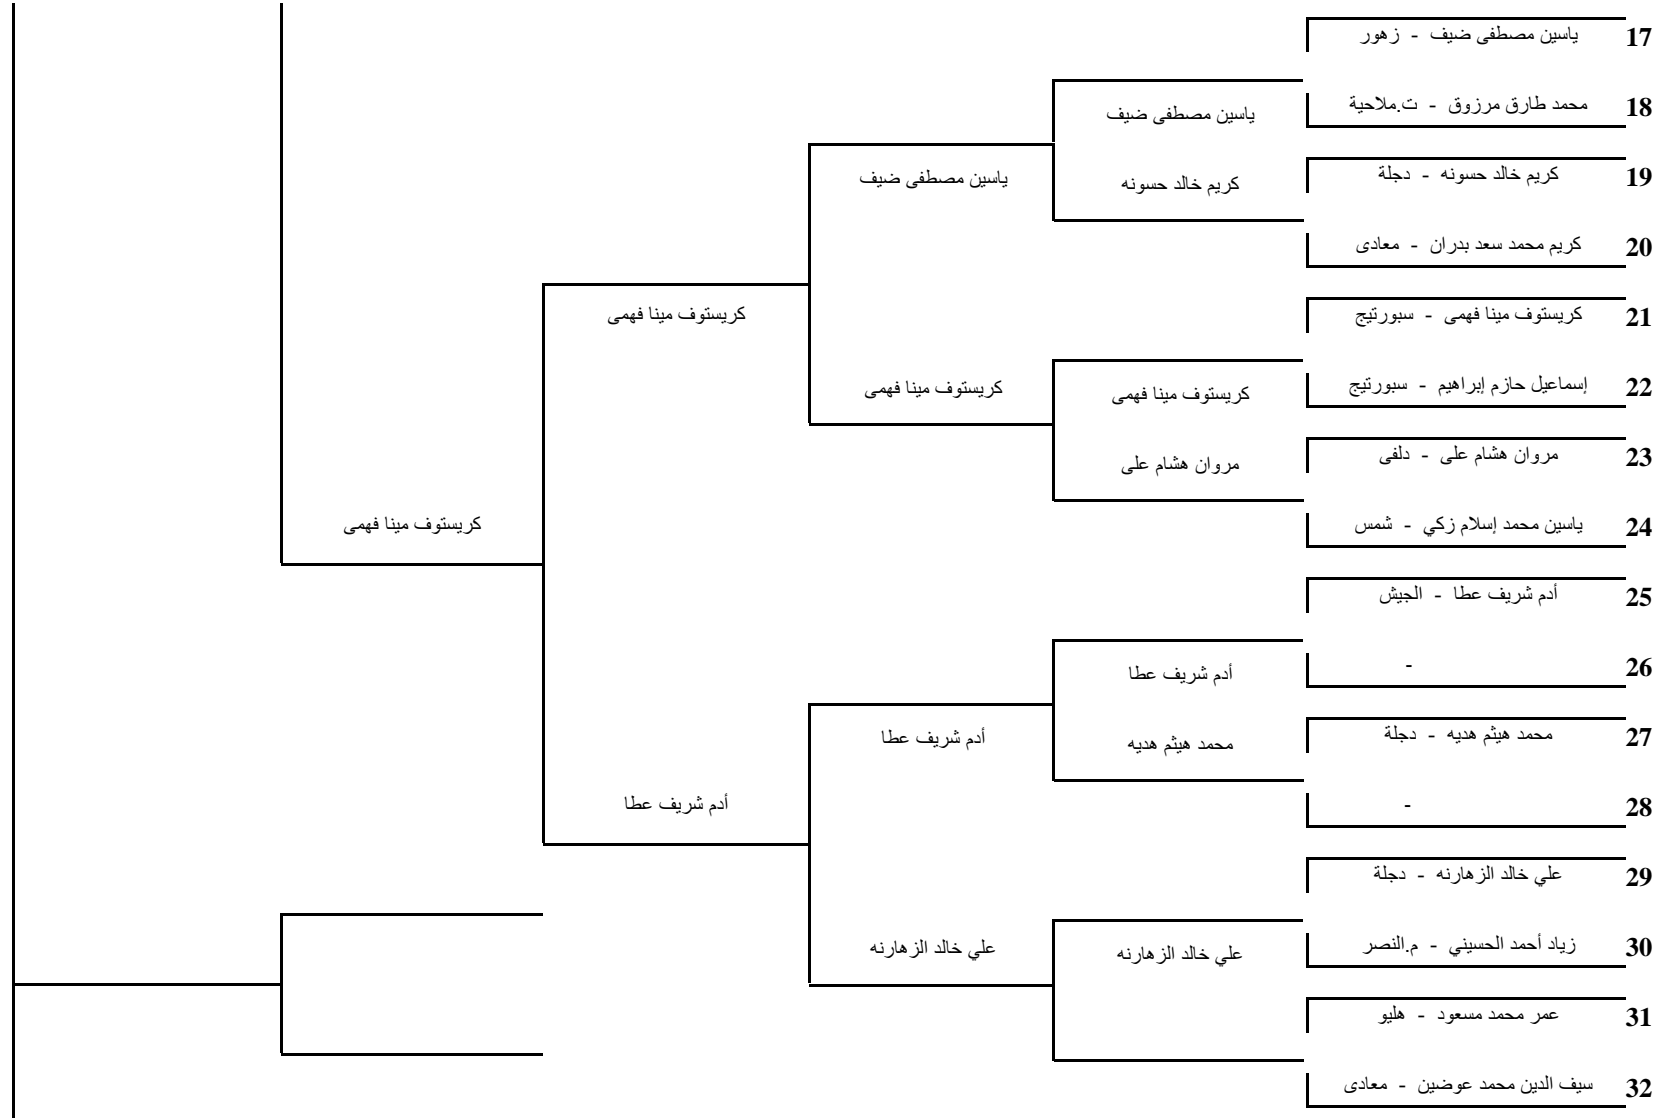 17 ياسين مصطفى ضيف - زهور
18 محمد طارق مرزوق - ت.ملاحية
ياسين مصطفى ضيف
19 كريم خالد حسونه - دجلة
كريم خالد حسونه
ياسين مصطفى ضيف
20 كريم محمد سعد بدران - معادى
21 كريستوف مينا فهمى - سبورتيج
كريستوف مينا فهمى
22 إسماعيل حازم إبراهيم - سبورتيج
كريستوف مينا فهمى
كريستوف مينا فهمى
23 مروان هشام على - دلفى
مروان هشام على
24 ياسين محمد إسلام زكي - شمس
كريستوف مينا فهمى
25 أدم شريف عطا - الجيش
26 -
أدم شريف عطا
27 محمد هيثم هديه - دجلة
محمد هيثم هديه
أدم شريف عطا
28 -
أدم شريف عطا
29 علي خالد الزهارنه - دجلة
30 زياد أحمد الحسيني - م.النصر
علي خالد الزهارنه
علي خالد الزهارنه
31 عمر محمد مسعود - هليو
32 سيف الدين محمد عوضين - معادى